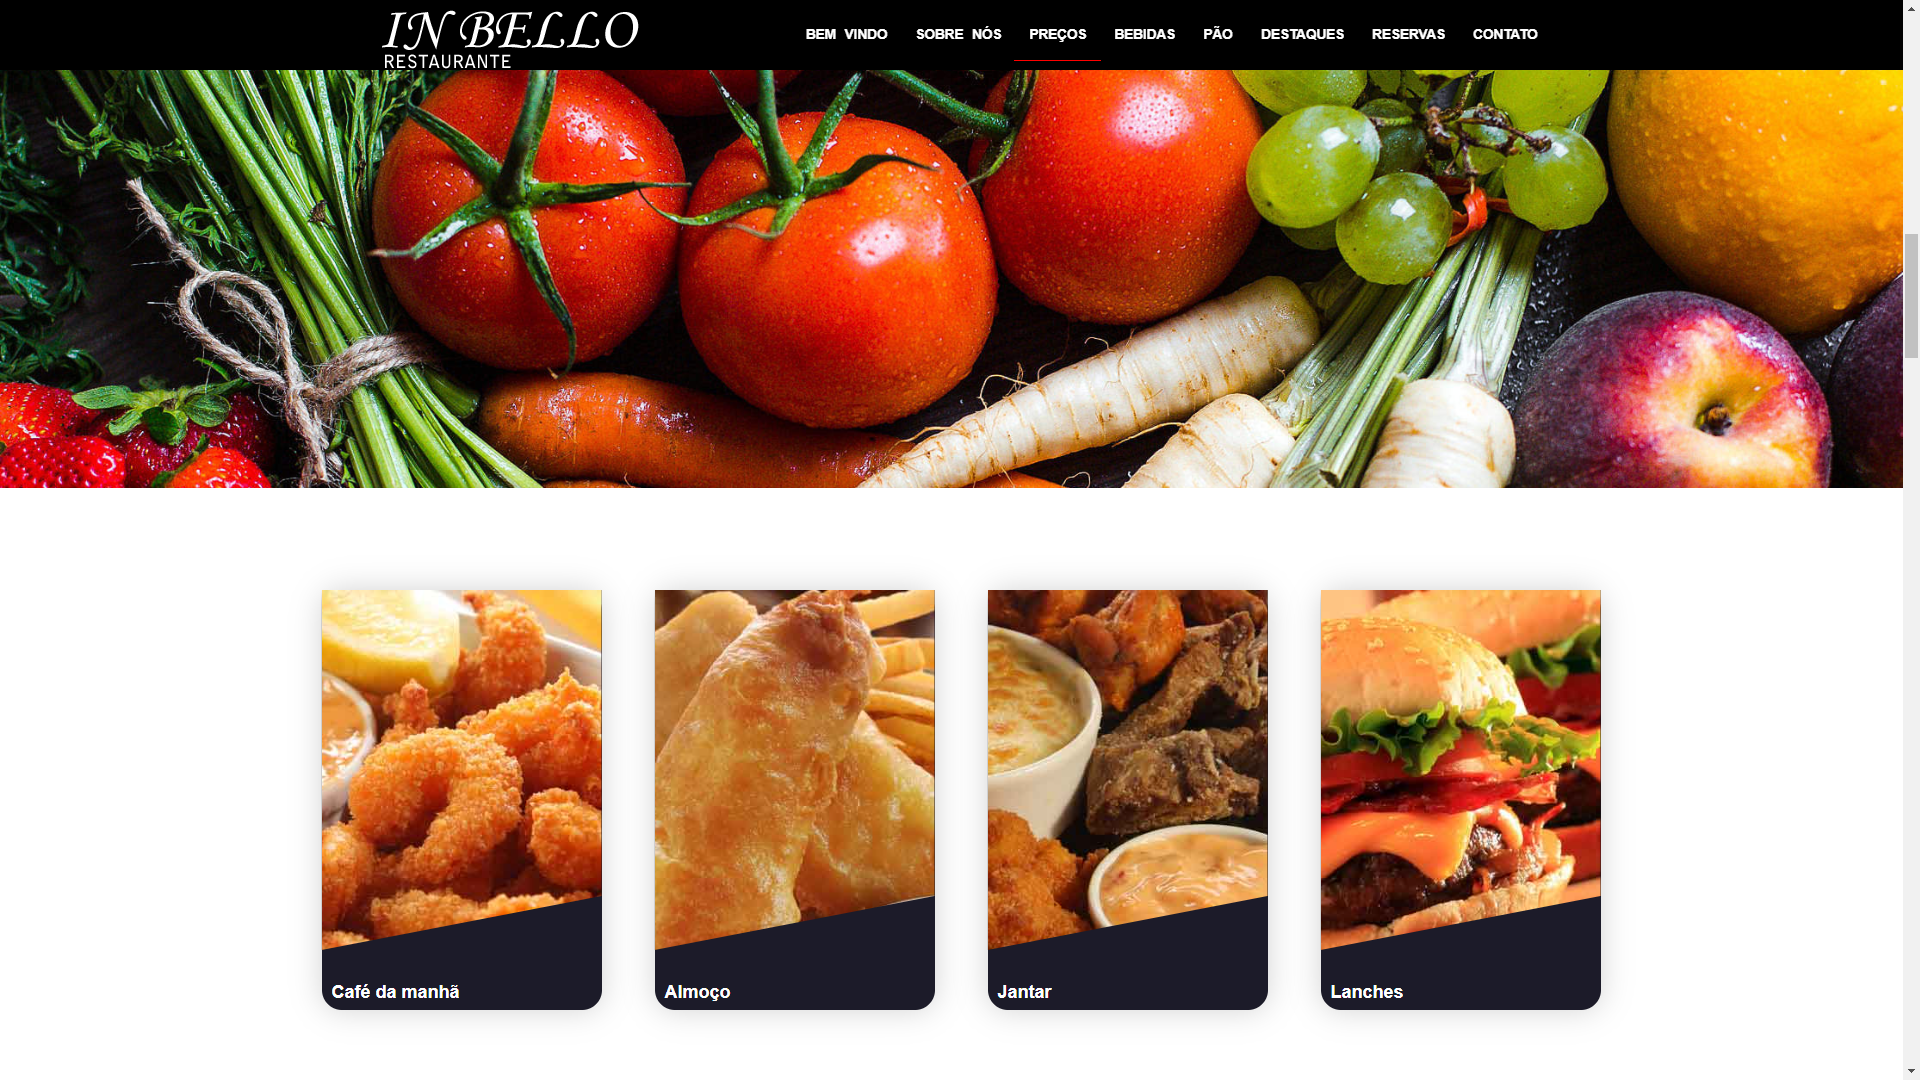 IN BELLO
RESTAURANTE
BEM VINDO
SOBRE NÓS
PREÇOS
BEBIDAS
PÃO
DESTAQUES
RESERVAS
CONTATO
Café da manhã
Almoço
Jantar
Lanches